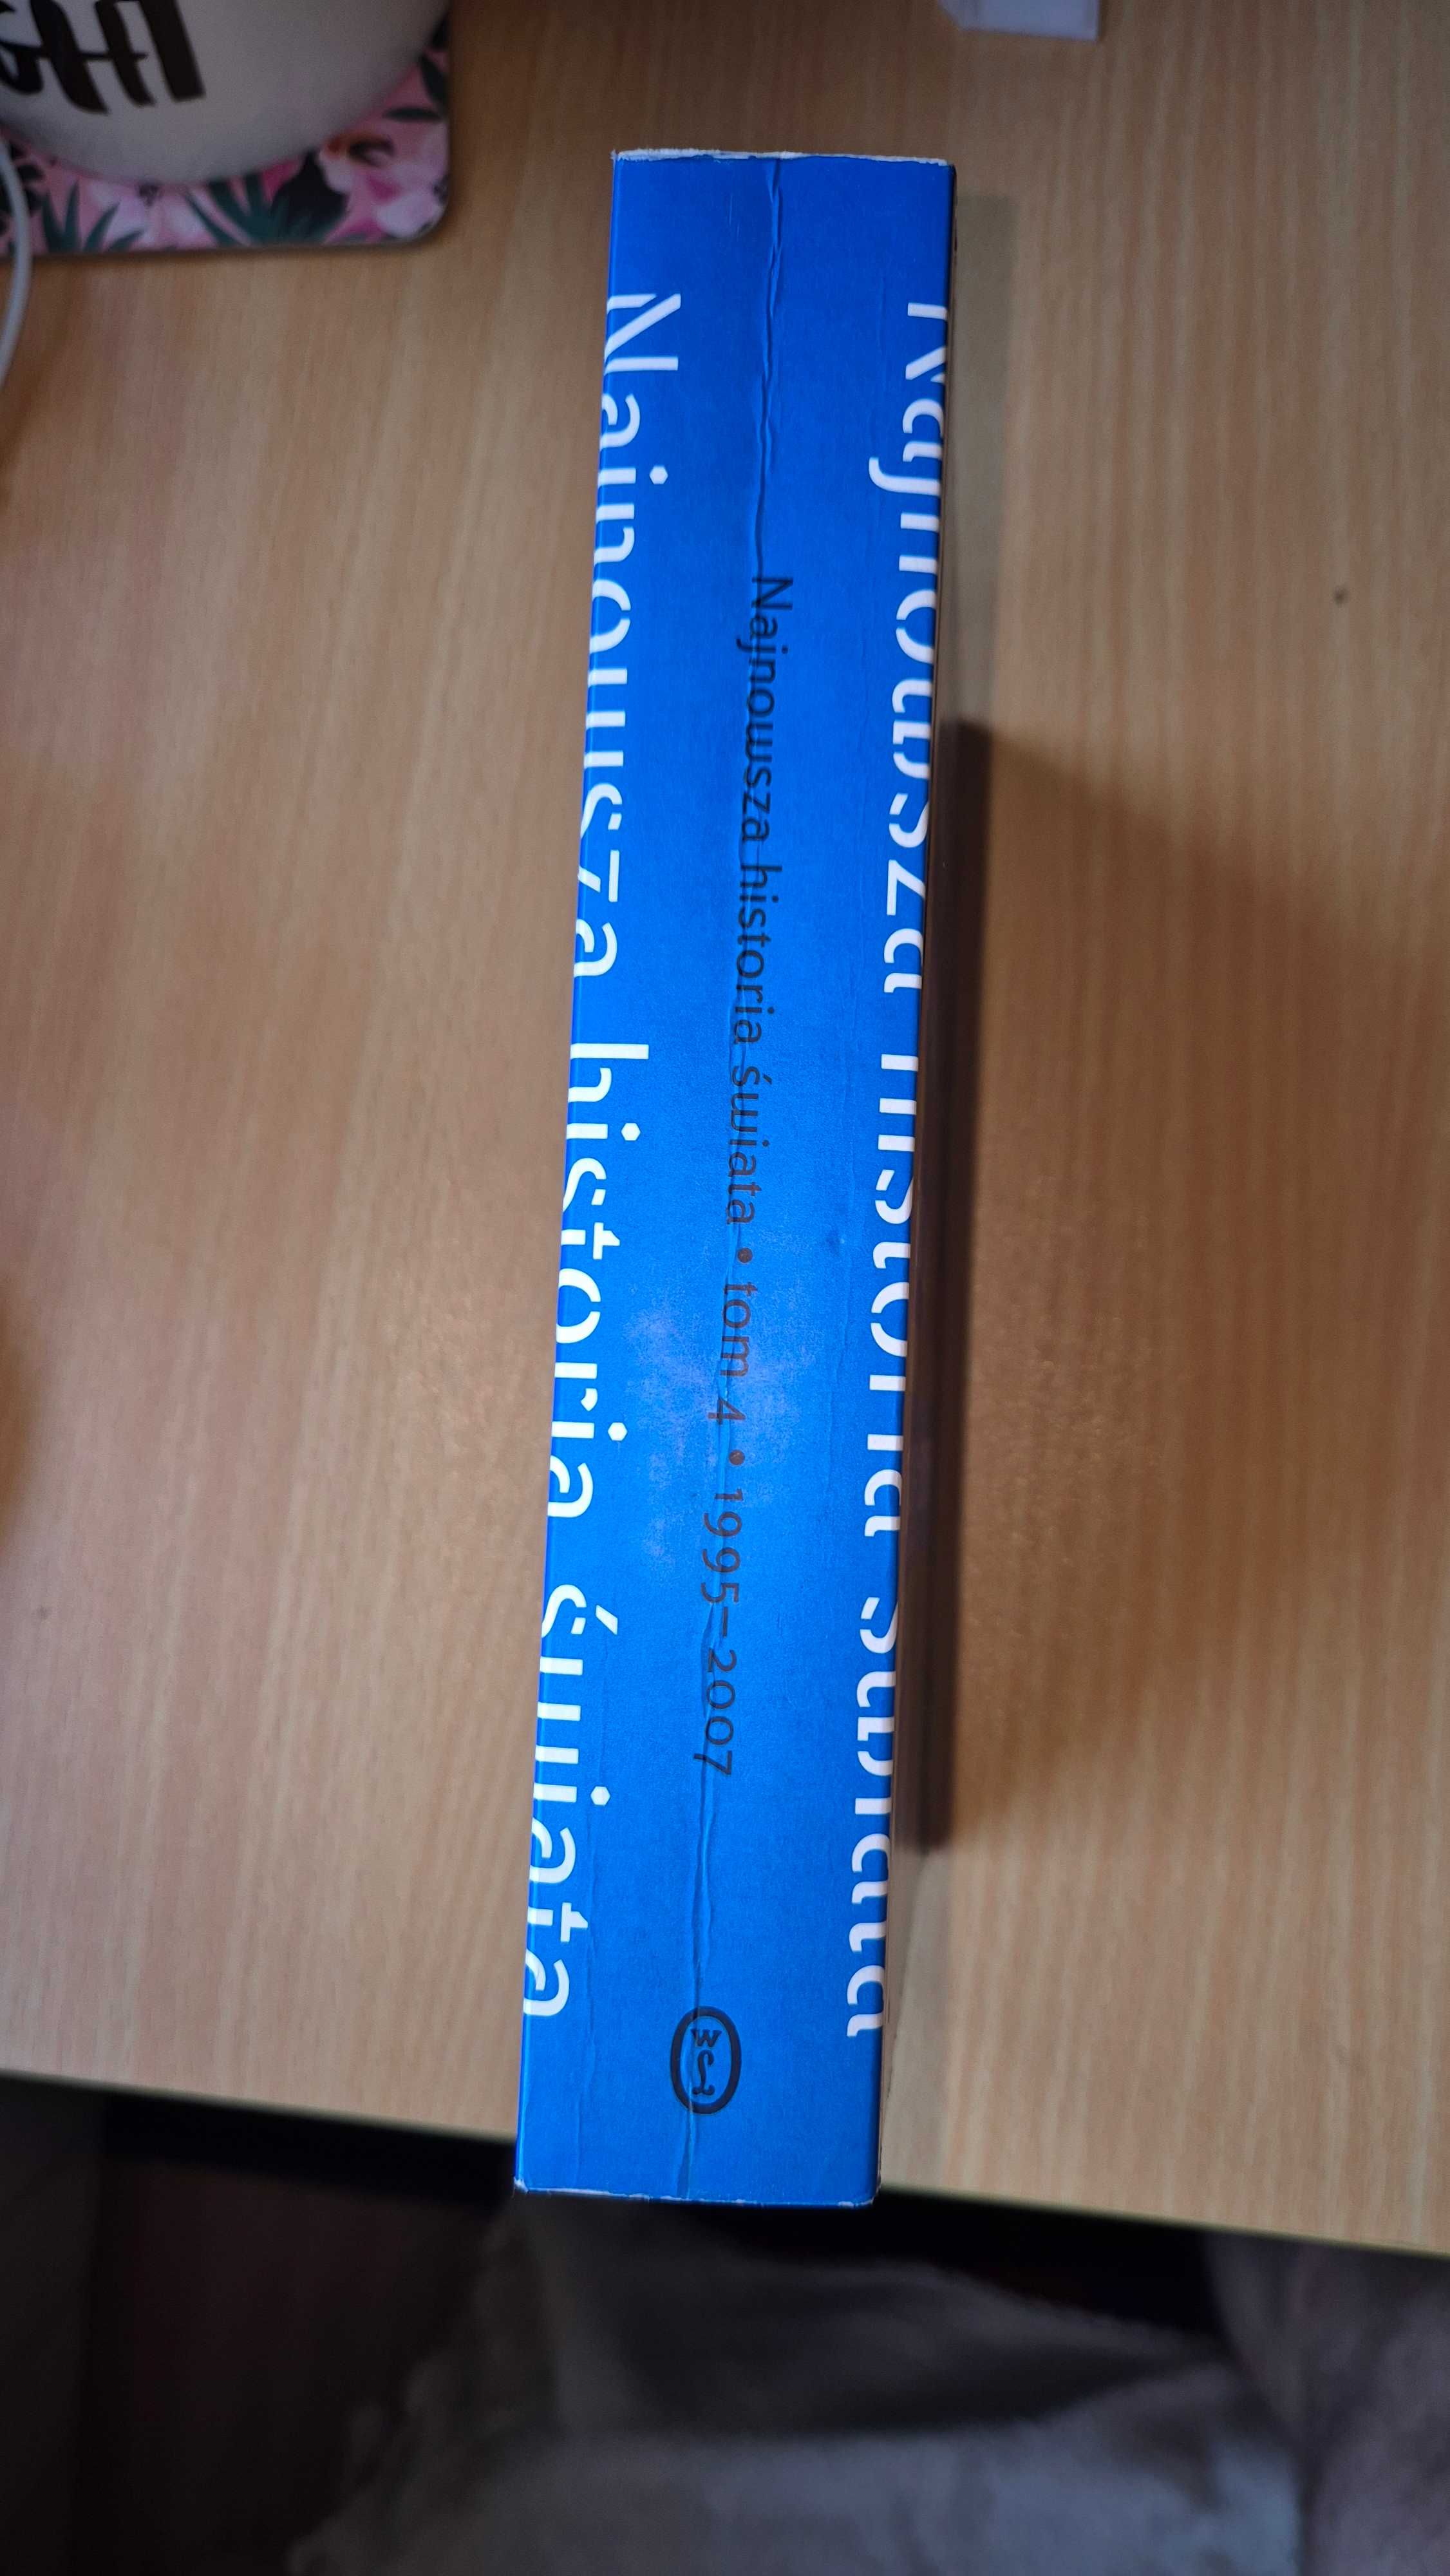 Najnowsza historia świata
Najnowsza historia świata • tom 4 • 1995–2007
Najnowsza historia świata